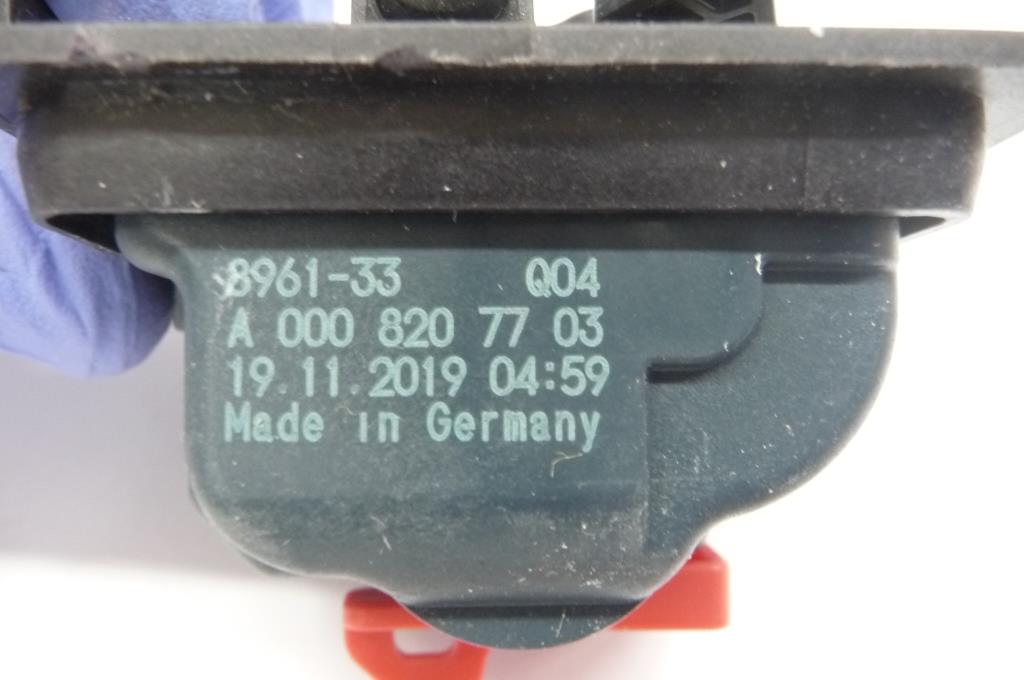 8961-33 Q04
A 000 820 77 03
19.11.2019 04:59
Made in Germany